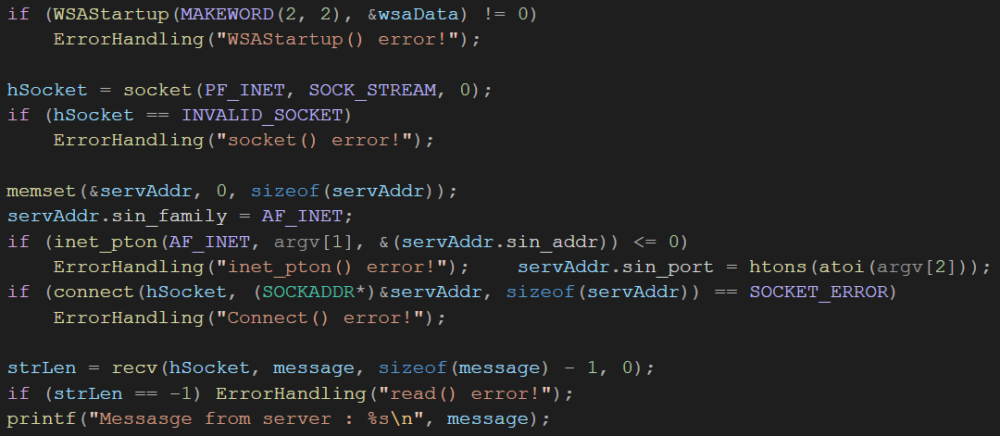 if (WSAStartup(MAKEWORD(2, 2), &wsaData) != 0)
    ErrorHandling("WSAStartup() error!");

hSocket = socket(PF_INET, SOCK_STREAM, 0);
if (hSocket == INVALID_SOCKET)
    ErrorHandling("socket() error!");

memset(&servAddr, 0, sizeof(servAddr));
servAddr.sin_family = AF_INET;
if (inet_pton(AF_INET, argv[1], &(servAddr.sin_addr)) <= 0)
    ErrorHandling("inet_pton() error!");    servAddr.sin_port = htons(atoi(argv[2]));
if (connect(hSocket, (SOCKADDR*)&servAddr, sizeof(servAddr)) == SOCKET_ERROR)
    ErrorHandling("Connect() error!");

strLen = recv(hSocket, message, sizeof(message) - 1, 0);
if (strLen == -1) ErrorHandling("read() error!");
printf("Messasge from server : %s\n", message);